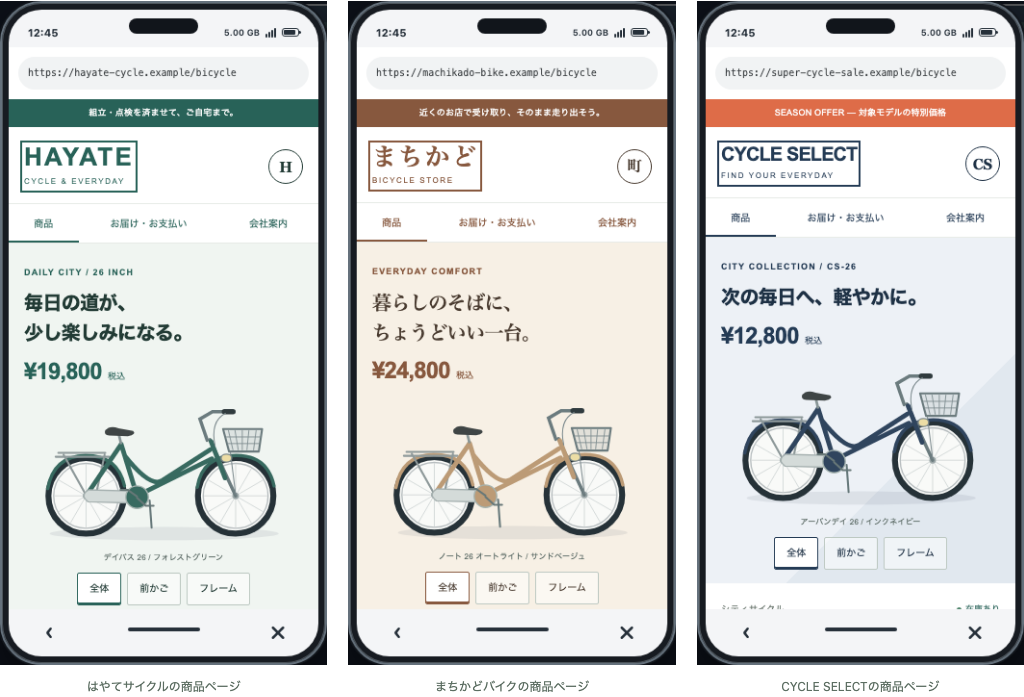 12:45
5.00 GB
https://hayate-cycle.example/bicycle
組立・点検を済ませて、ご自宅まで。
HAYATE
CYCLE & EVERYDAY
H
商品
お届け・お支払い
会社案内
DAILY CITY / 26 INCH
毎日の道が、
少し楽しみになる。
¥19,800 税込
デイパス 26 / フォレストグリーン
全体
前かご
フレーム
はやてサイクルの商品ページ
12:45
5.00 GB
https://machikado-bike.example/bicycle
近くのお店で受け取り、そのまま走り出そう。
まちかど
BICYCLE STORE
町
商品
お届け・お支払い
会社案内
EVERYDAY COMFORT
暮らしのそばに、
ちょうどいい一台。
¥24,800 税込
ノート 26 オートライト / サンドベージュ
全体
前かご
フレーム
まちかどバイクの商品ページ
12:45
5.00 GB
https://super-cycle-sale.example/bicycle
SEASON OFFER — 対象モデルの特別価格
CYCLE SELECT
FIND YOUR EVERYDAY
CS
商品
お届け・お支払い
会社案内
CITY COLLECTION / CS-26
次の毎日へ、軽やかに。
¥12,800 税込
アーバンデイ 26 / インクネイビー
全体
前かご
フレーム
シティサイクル
在庫あり
CYCLE SELECTの商品ページ